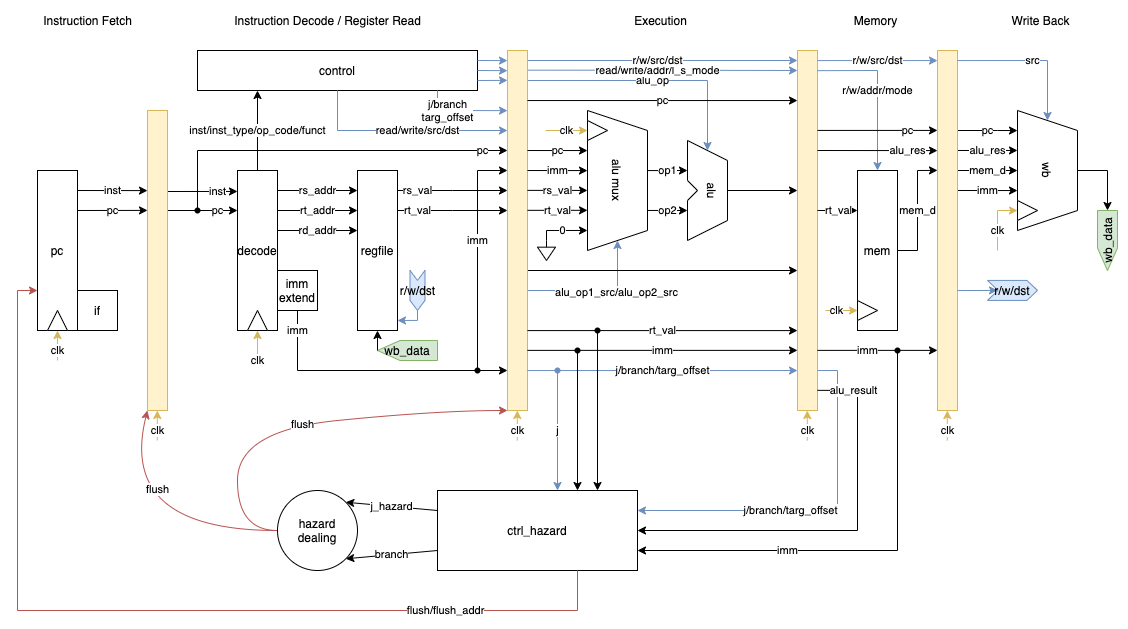 Instruction Fetch
Instruction Decode / Register Read
Execution
Memory
Write Back
control
r/w/src/dst
read/write/addr/l_s_mode
alu_op
r/w/src/dst
src
r/w/addr/mode
j/branch
targ_offset
pc
inst/inst_type/op_code/funct
read/write/src/dst
clk
pc
pc
pc
pc
alu_res
alu_res
imm
mem_d
inst
inst
rs_addr
rs_val
rs_val
imm
pc
pc
rt_addr
rt_val
rt_val
rt_val
mem_d
rd_addr
0
clk
alu mux
op1
op2
alu
wb
wb_data
imm
pc
decode
regfile
mem
imm
extend
r/w/dst
alu_op1_src/alu_op2_src
r/w/dst
if
clk
imm
rt_val
clk
clk
wb_data
imm
imm
j/branch/targ_offset
alu_result
flush
clk
clk
clk
clk
j
flush
j_hazard
hazard
dealing
ctrl_hazard
j/branch/targ_offset
branch
imm
flush/flush_addr